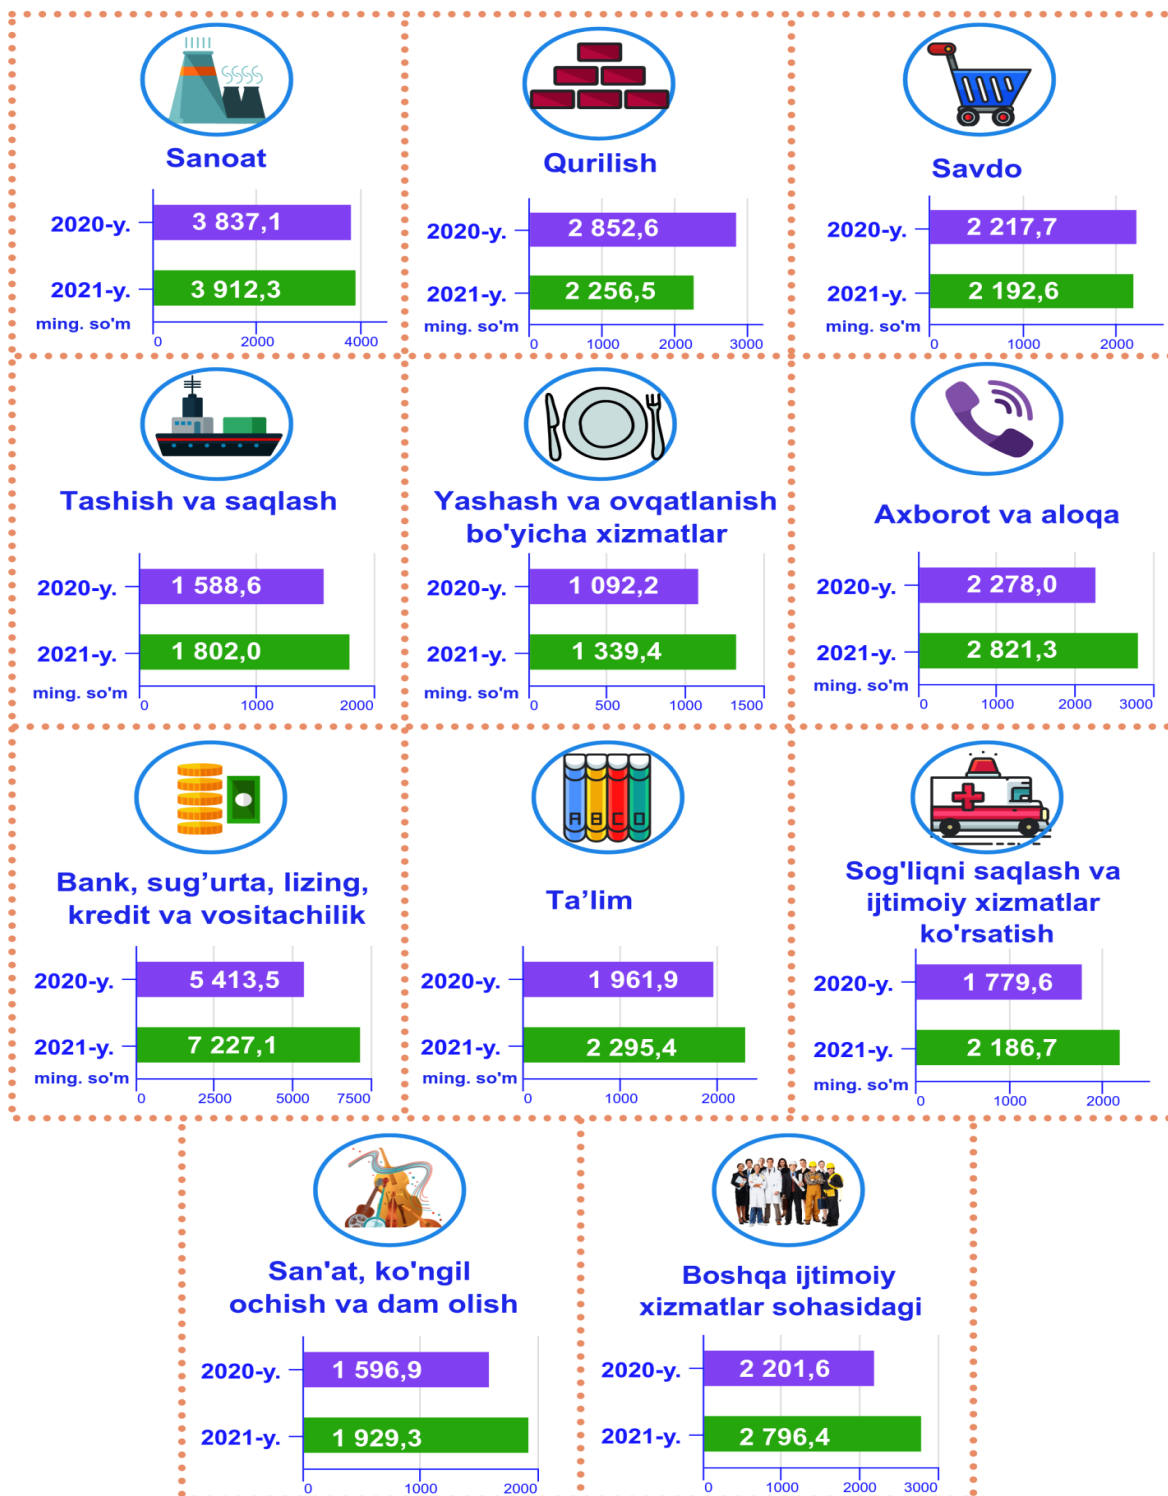 Sanoat
2020-y.
3 837,1
2021-y.
3 912,3
ming. so'm
0 2000 4000
Qurilish
2020-y.
2 852,6
2021-y.
2 256,5
ming. so'm
0 1000 2000 3000
Savdo
2020-y.
2 217,7
2021-y.
2 192,6
ming. so'm
0 1000 2000
Tashish va saqlash
2020-y.
1 588,6
2021-y.
1 802,0
ming. so'm
0 1000 2000
Yashash va ovqatlanish
bo'yicha xizmatlar
2020-y.
1 092,2
2021-y.
1 339,4
ming. so'm
0 500 1000 1500
Axborot va aloqa
2020-y.
2 278,0
2021-y.
2 821,3
ming. so'm
0 1000 2000 3000
Bank, sug’urta, lizing,
kredit va vositachilik
2020-y.
5 413,5
2021-y.
7 227,1
ming. so'm
0 2500 5000 7500
A B C D
Ta’lim
2020-y.
1 961,9
2021-y.
2 295,4
ming. so'm
0 1000 2000
Sog'liqni saqlash va
ijtimoiy xizmatlar
ko'rsatish
2020-y.
1 779,6
2021-y.
2 186,7
ming. so'm
0 1000 2000
San'at, ko'ngil
ochish va dam olish
2020-y.
1 596,9
2021-y.
1 929,3
0 1000 2000
Boshqa ijtimoiy
xizmatlar sohasidagi
2020-y.
2 201,6
2021-y.
2 796,4
0 1000 2000 3000